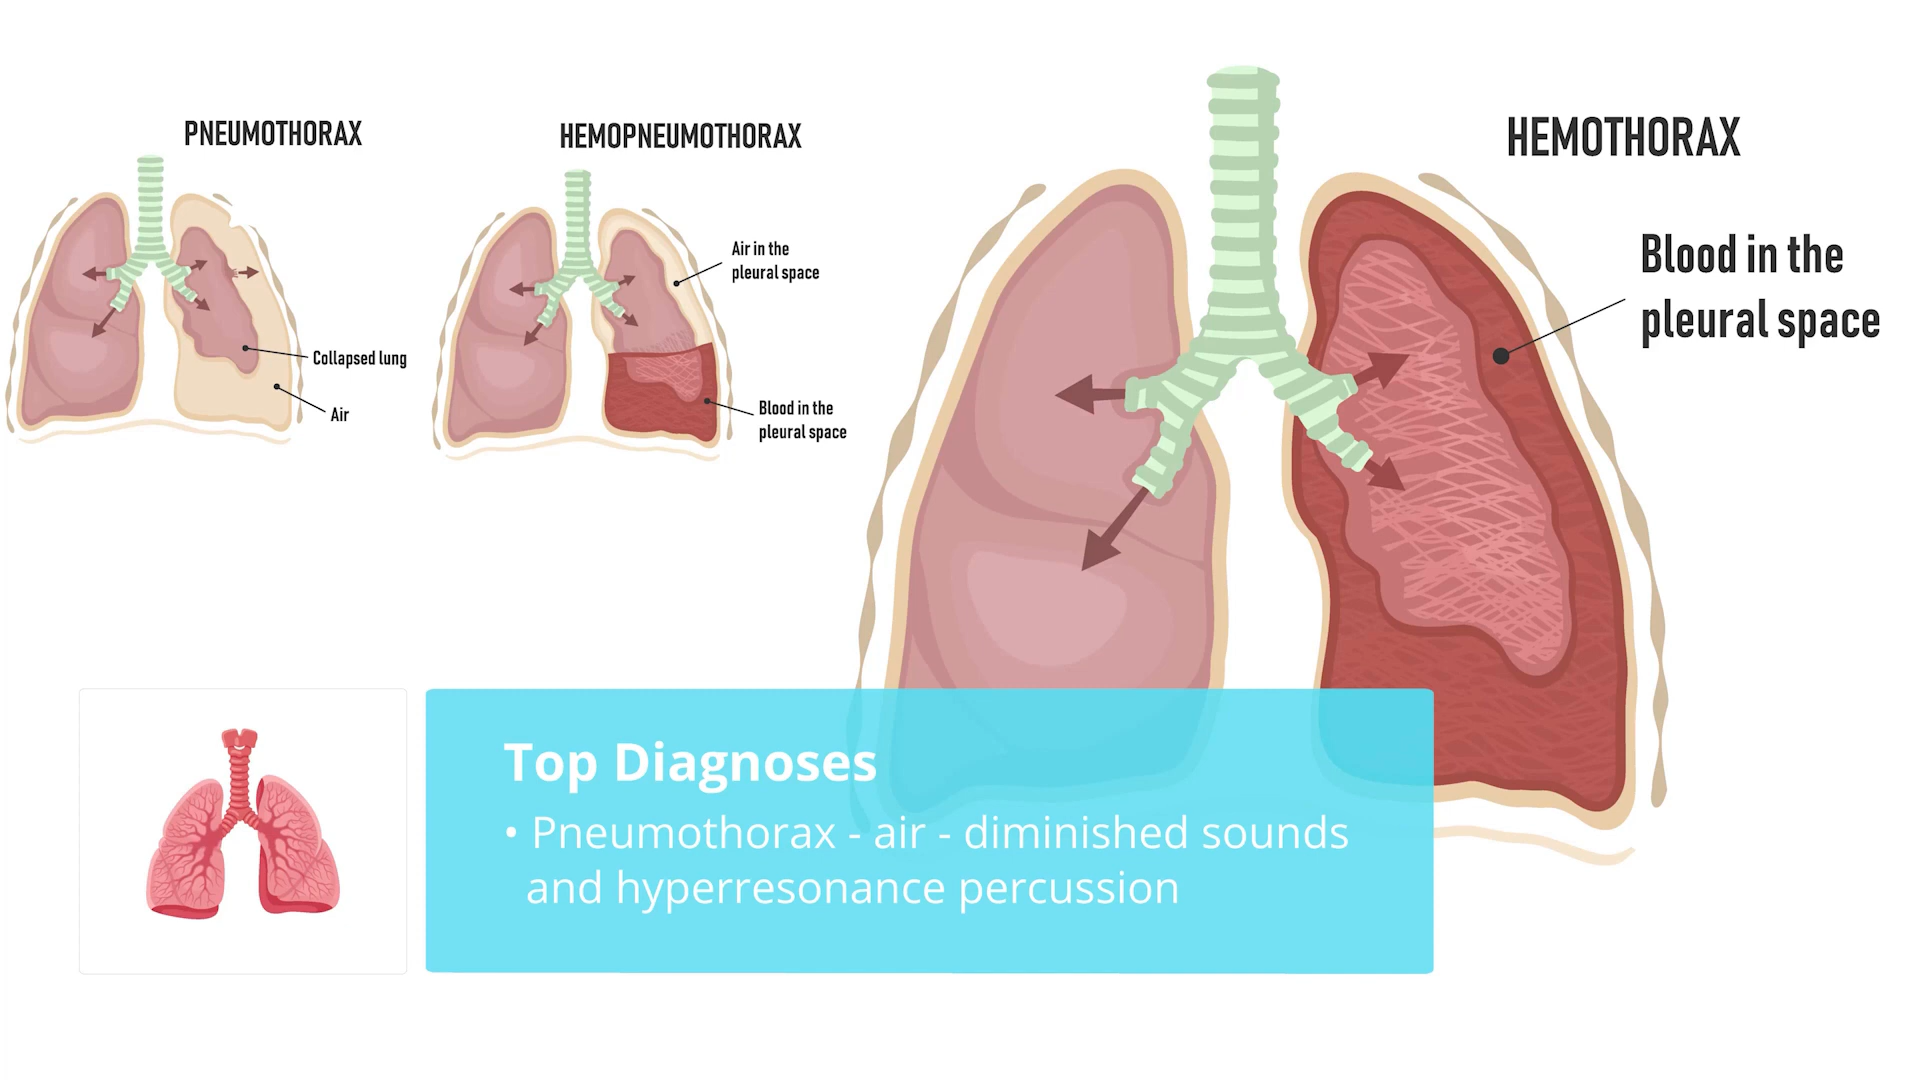 PNEUMOTHORAX
Collapsed lung
Air
HEMOPNEUMOTHORAX
Air in the
pleural space
Blood in the
pleural space
HEMOTHORAX
Blood in the
pleural space
Top Diagnoses
• Pneumothorax - air - diminished sounds
and hyperresonance percussion